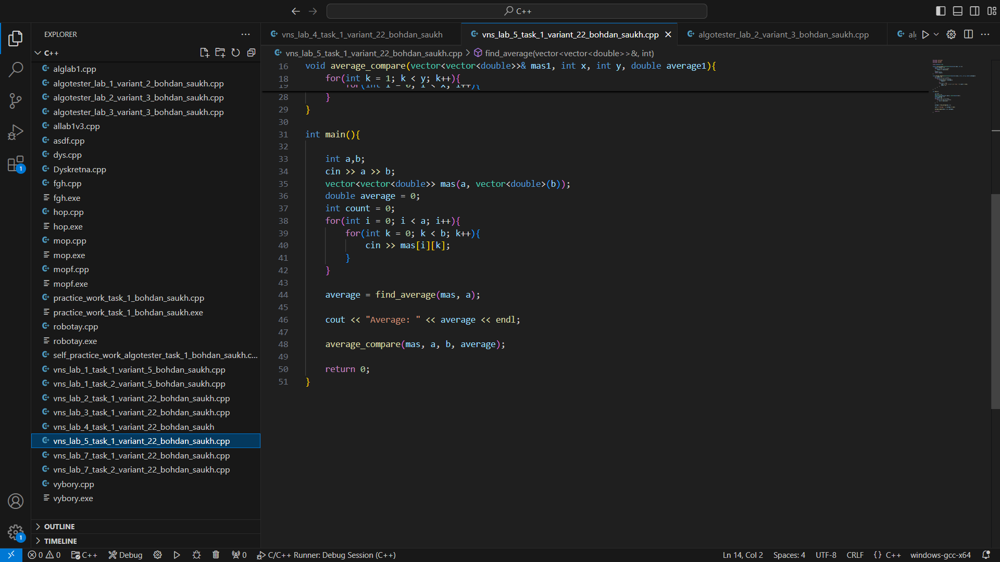 C++
EXPLORER
C++
alglab1.cpp
algotester_lab_1_variant_2_bohdan_saukh.cpp
algotester_lab_2_variant_3_bohdan_saukh.cpp
algotester_lab_3_variant_3_bohdan_saukh.cpp
allab1v3.cpp
asdf.cpp
dys.cpp
Dyskretna.cpp
fgh.cpp
fgh.exe
hop.cpp
hop.exe
mop.cpp
mop.exe
mopf.cpp
mopf.exe
practice_work_task_1_bohdan_saukh.cpp
practice_work_task_1_bohdan_saukh.exe
robotay.cpp
robotay.exe
self_practice_work_algotester_task_1_bohdan_saukh.c...
vns_lab_1_task_1_variant_5_bohdan_saukh.cpp
vns_lab_1_task_2_variant_5_bohdan_saukh.cpp
vns_lab_2_task_1_variant_22_bohdan_saukh.cpp
vns_lab_3_task_1_variant_22_bohdan_saukh.cpp
vns_lab_4_task_1_variant_22_bohdan_saukh
vns_lab_5_task_1_variant_22_bohdan_saukh.cpp
vns_lab_7_task_1_variant_22_bohdan_saukh.cpp
vns_lab_7_task_2_variant_22_bohdan_saukh.cpp
vybory.cpp
vybory.exe
OUTLINE
TIMELINE
1
1
vns_lab_4_task_1_variant_22_bohdan_saukh
vns_lab_5_task_1_variant_22_bohdan_saukh.cpp
algotester_lab_2_variant_3_bohdan_saukh.cpp
vns_lab_5_task_1_variant_22_bohdan_saukh.cpp > find_average(vector<vector<double>>&, int)
16 void average_compare(vector<vector<double>>& mas1, int x, int y, double average1){
18 for(int k = 1; k < y; k++){
19 for(int i = 0; i < x; i++){
28 }
29 }
30
31 int main(){
32
33 int a,b;
34 cin >> a >> b;
35 vector<vector<double>> mas(a, vector<double>(b));
36 double average = 0;
37 int count = 0;
38 for(int i = 0; i < a; i++){
39 for(int k = 0; k < b; k++){
40 cin >> mas[i][k];
41 }
42 }
43
44 average = find_average(mas, a);
45
46 cout << "Average: " << average << endl;
47
48 average_compare(mas, a, b, average);
49
50 return 0;
51 }
0 0 C++ Debug 0 C/C++ Runner: Debug Session (C++) Ln 14, Col 2 Spaces: 4 UTF-8 CRLF {} C++ windows-gcc-x64